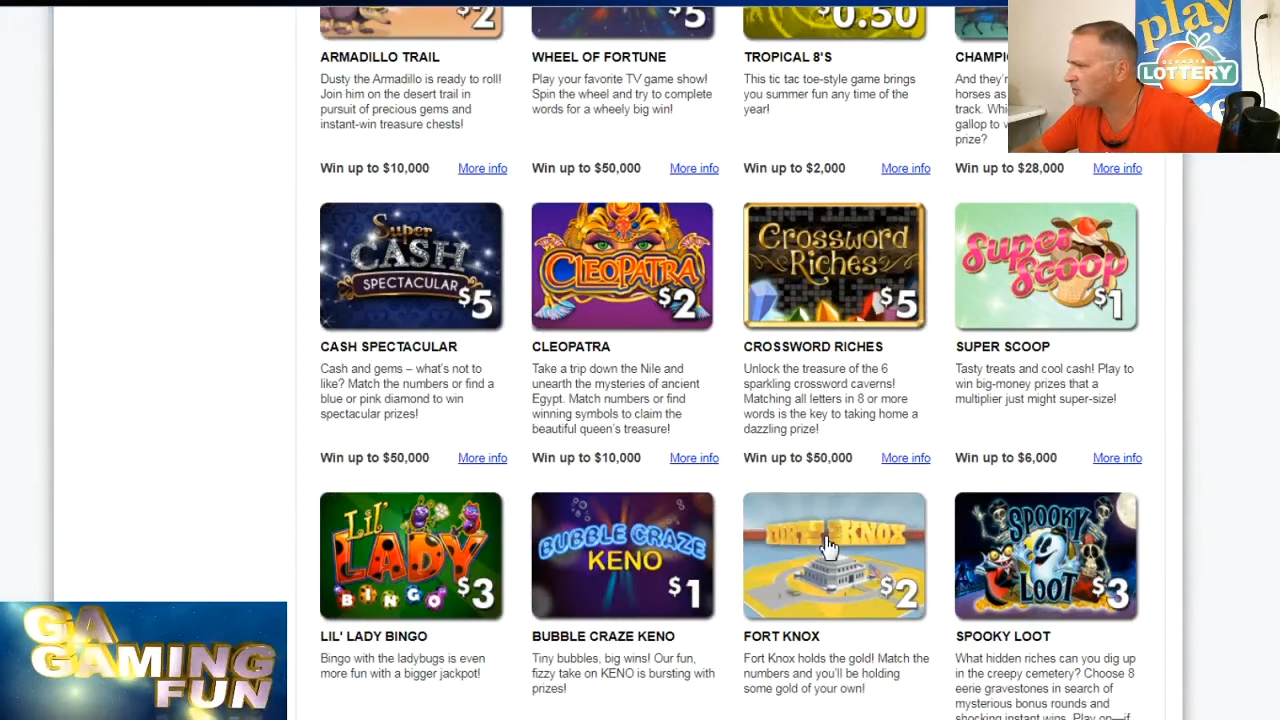 $2
$5
$0.50
play
GEORGIA
LOTTERY
ARMADILLO TRAIL
Dusty the Armadillo is ready to roll!
Join him on the desert trail in
pursuit of precious gems and
instant-win treasure chests!
Win up to $10,000 More info
WHEEL OF FORTUNE
Play your favorite TV game show!
Spin the wheel and try to complete
words for a wheely big win!
Win up to $50,000 More info
TROPICAL 8'S
This tic tac toe-style game brings
you summer fun any time of the
year!
Win up to $2,000 More info
CHAMPI
And they'r
horses as
track. Whi
gallop to w
prize?
Win up to $28,000 More info
Super
CASH
SPECTACULAR
$5
CASH SPECTACULAR
Cash and gems – what's not to
like? Match the numbers or find a
blue or pink diamond to win
spectacular prizes!
Win up to $50,000 More info
CLEOPATRA
$2
CLEOPATRA
Take a trip down the Nile and
unearth the mysteries of ancient
Egypt. Match numbers or find
winning symbols to claim the
beautiful queen's treasure!
Win up to $10,000 More info
Crossword
Riches
$5
CROSSWORD RICHES
Unlock the treasure of the 6
sparkling crossword caverns!
Matching all letters in 8 or more
words is the key to taking home a
dazzling prize!
Win up to $50,000 More info
Super
Scoop
$1
SUPER SCOOP
Tasty treats and cool cash! Play to
win big-money prizes that a
multiplier just might super-size!
Win up to $6,000 More info
Lil'
LADY
BINGO
$3
LIL' LADY BINGO
Bingo with the ladybugs is even
more fun with a bigger jackpot!
BUBBLE CRAZE
KENO
$1
BUBBLE CRAZE KENO
Tiny bubbles, big wins! Our fun,
fizzy take on KENO is bursting with
prizes!
FORT KNOX
$2
FORT KNOX
Fort Knox holds the gold! Match the
numbers and you'll be holding
some gold of your own!
SPOOKY
LOOT
$3
SPOOKY LOOT
What hidden riches can you dig up
in the creepy cemetery? Choose 8
eerie gravestones in search of
mysterious bonus rounds and
shocking instant wins. Play on—if
GA
GAMING
FUN